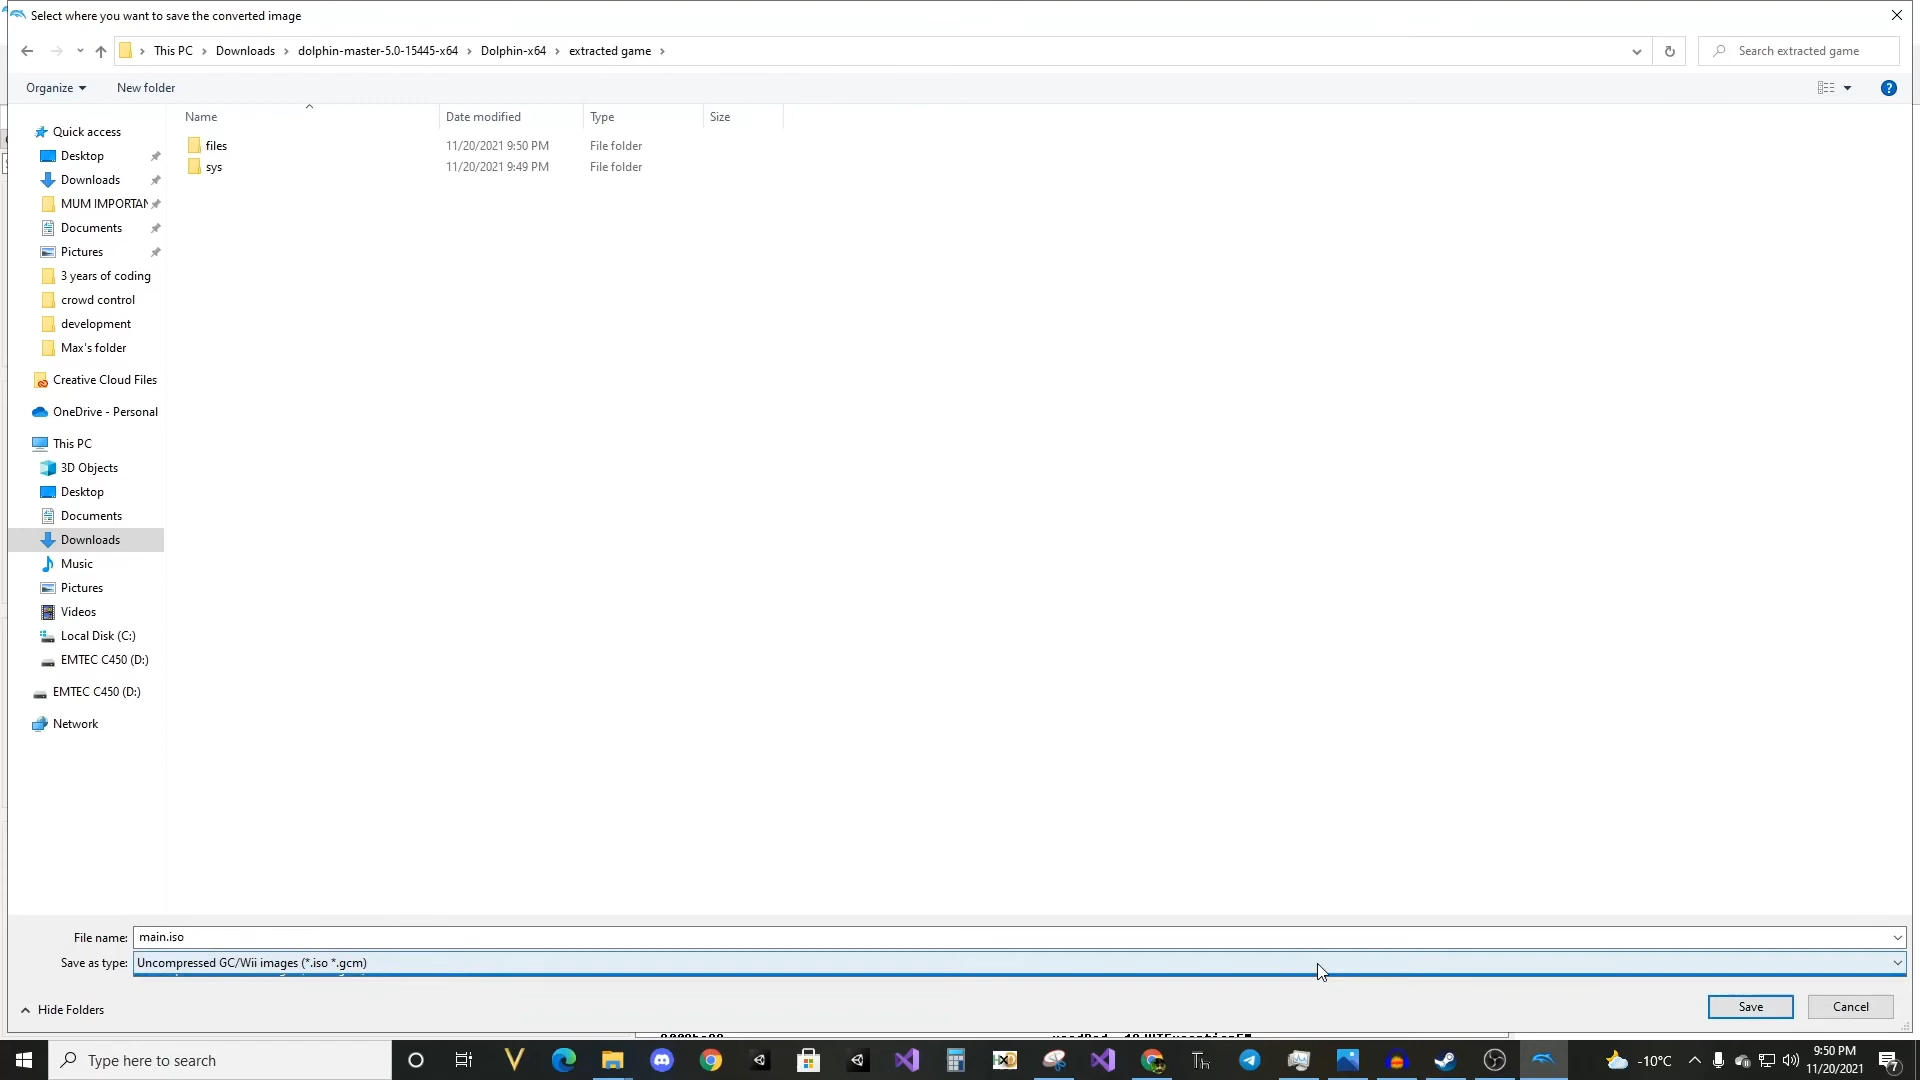 Select where you want to save the converted image
This PC > Downloads > dolphin-master-5.0-15445-x64 > Dolphin-x64 > extracted game >
Search extracted game
Organize
New folder
Name
Date modified
Type
Size
files
11/20/2021 9:50 PM
File folder
sys
11/20/2021 9:49 PM
File folder
Quick access
Desktop
Downloads
MUM IMPORTAN
Documents
Pictures
3 years of coding
crowd control
development
Max's folder
Creative Cloud Files
OneDrive - Personal
This PC
3D Objects
Desktop
Documents
Downloads
Music
Pictures
Videos
Local Disk (C:)
EMTEC C450 (D:)
EMTEC C450 (D:)
Network
File name: main.iso
Save as type: Uncompressed GC/Wii images (*.iso *.gcm)
Hide Folders
Save
Cancel
Type here to search
-10°C
9:50 PM
11/20/2021
7